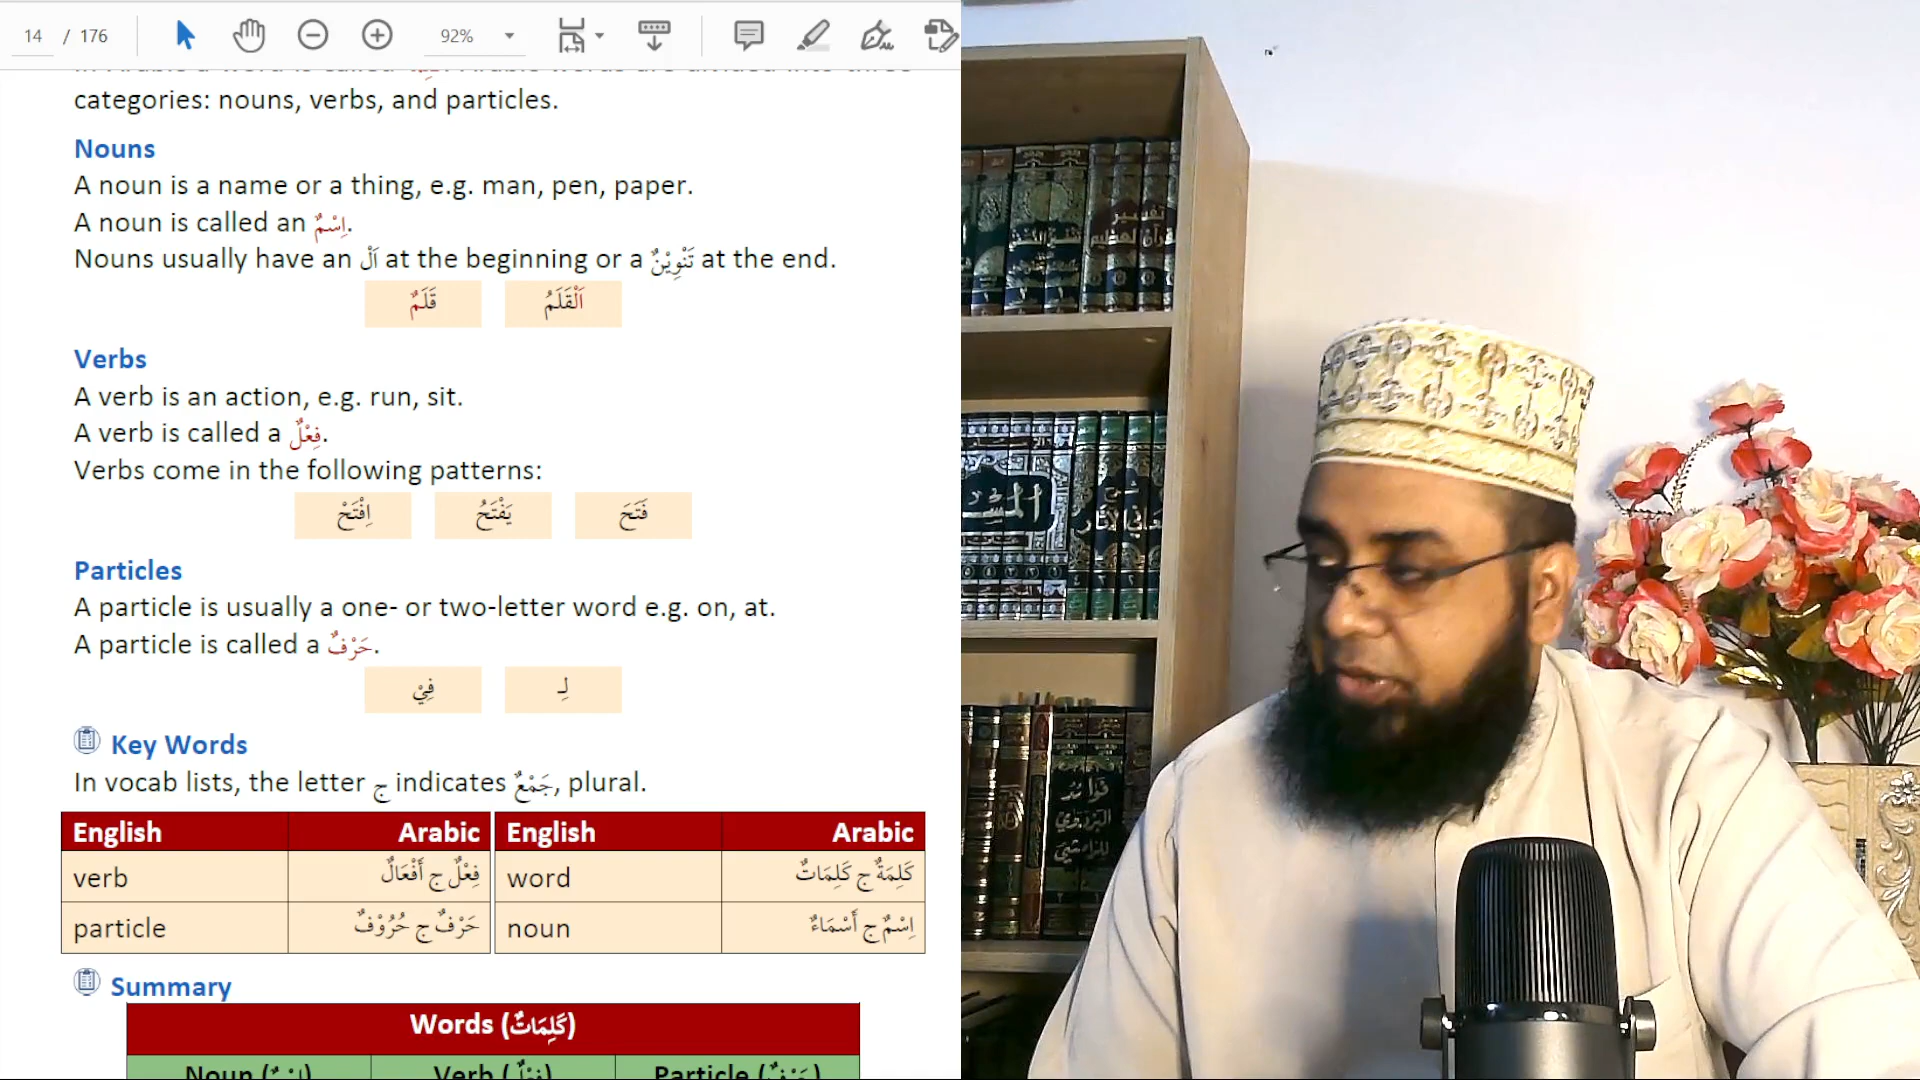 14 / 176 92%
categories: nouns, verbs, and particles.
Nouns
A noun is a name or a thing, e.g. man, pen, paper.
A noun is called an اِسْمٌ.
Nouns usually have an اَلْ at the beginning or a تَنْوِيْنٌ at the end.
اَلْقَلَمُ قَلَمٌ
Verbs
A verb is an action, e.g. run, sit.
A verb is called a فِعْلٌ.
Verbs come in the following patterns:
فَتَحَ يَفْتَحُ اِفْتَحْ
Particles
A particle is usually a one- or two-letter word e.g. on, at.
A particle is called a حَرْفٌ.
لِـ فِيْ
Key Words
In vocab lists, the letter ج indicates جَمْعٌ, plural.
English Arabic English Arabic
verb فِعْلٌ ج أَفْعَالٌ word كَلِمَةٌ ج كَلِمَاتٌ
particle حَرْفٌ ج حُرُوْفٌ noun اِسْمٌ ج أَسْمَاءٌ
Summary
Words (كَلِمَاتٌ)
Noun Verb Particle
تفسير